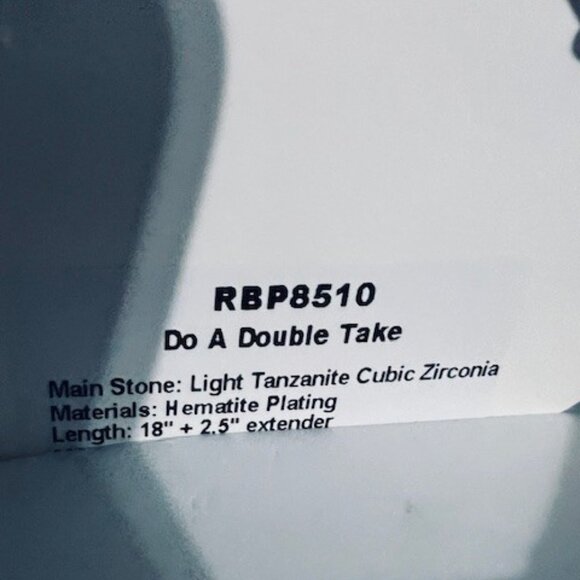 RBP8510
Do A Double Take
Main Stone: Light Tanzanite Cubic Zirconia
Materials: Hematite Plating
Length: 18" + 2.5" extender